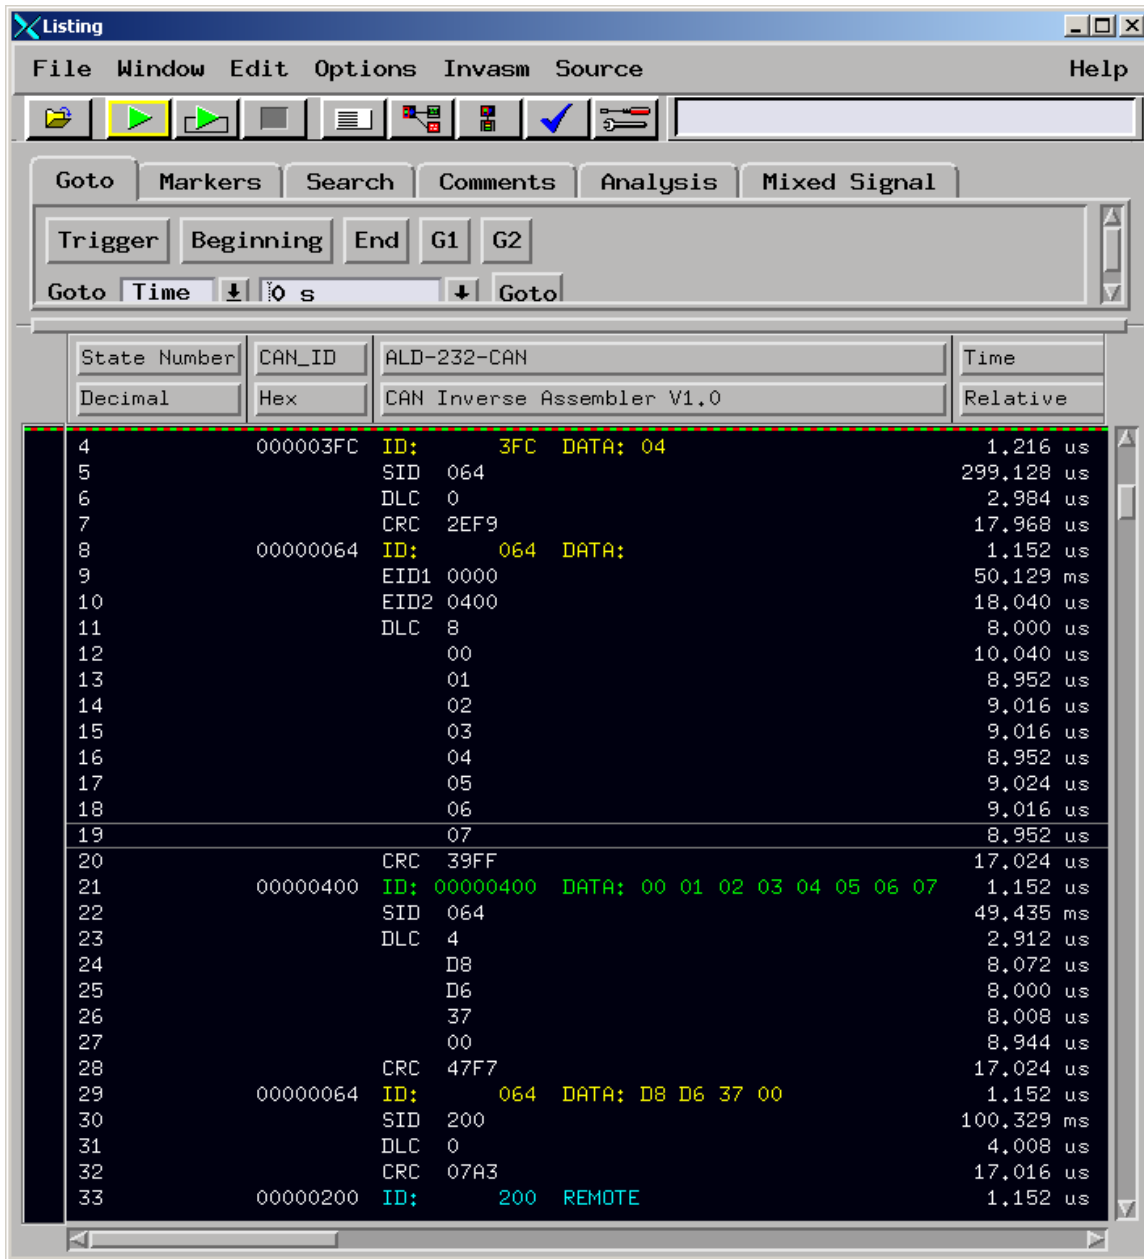 Listing
File Window Edit Options Invasm Source Help
Goto Markers Search Comments Analysis Mixed Signal
Trigger Beginning End G1 G2
Goto Time 0 s Goto
State Number CAN_ID ALD-232-CAN Time
Decimal Hex CAN Inverse Assembler V1.0 Relative
4 000003FC ID: 3FC DATA: 04 1.216 us
5 SID 064 299.128 us
6 DLC 0 2.984 us
7 CRC 2EF9 17.968 us
8 00000064 ID: 064 DATA: 1.152 us
9 EID1 0000 50.129 ms
10 EID2 0400 18.040 us
11 DLC 8 8.000 us
12 00 10.040 us
13 01 8.952 us
14 02 9.016 us
15 03 9.016 us
16 04 8.952 us
17 05 9.024 us
18 06 9.016 us
19 07 8.952 us
20 CRC 39FF 17.024 us
21 00000400 ID: 00000400 DATA: 00 01 02 03 04 05 06 07 1.152 us
22 SID 064 49.435 ms
23 DLC 4 2.912 us
24 D8 8.072 us
25 D6 8.000 us
26 37 8.008 us
27 00 8.944 us
28 CRC 47F7 17.024 us
29 00000064 ID: 064 DATA: D8 D6 37 00 1.152 us
30 SID 200 100.329 ms
31 DLC 0 4.008 us
32 CRC 07A3 17.016 us
33 00000200 ID: 200 REMOTE 1.152 us